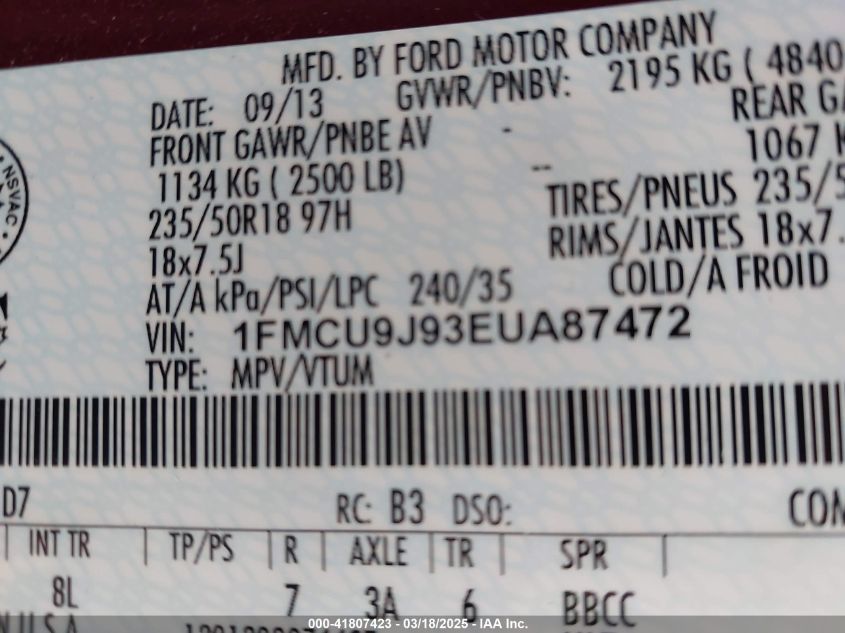 MFD. BY FORD MOTOR COMPANY
DATE: 09/13 GVWR/PNBV: 2195 KG ( 4840
FRONT GAWR/PNBE AV - REAR
1134 KG ( 2500 LB) -- 1067
235/50R18 97H TIRES/PNEUS
18x7.5J RIMS/JANTES 18x7.
AT/A kPa/PSI/LPC 240/35 COLD/A FROID
VIN: 1FMCU9J93EUA87472
TYPE: MPV/VTUM
NSVAC
D7 RC: B3 DSO:
INT TR TP/PS R AXLE TR SPR
8L 7 3A 6 BBCC
U.S.A.
000-41807423 - 03/18/2025 - IAA Inc.